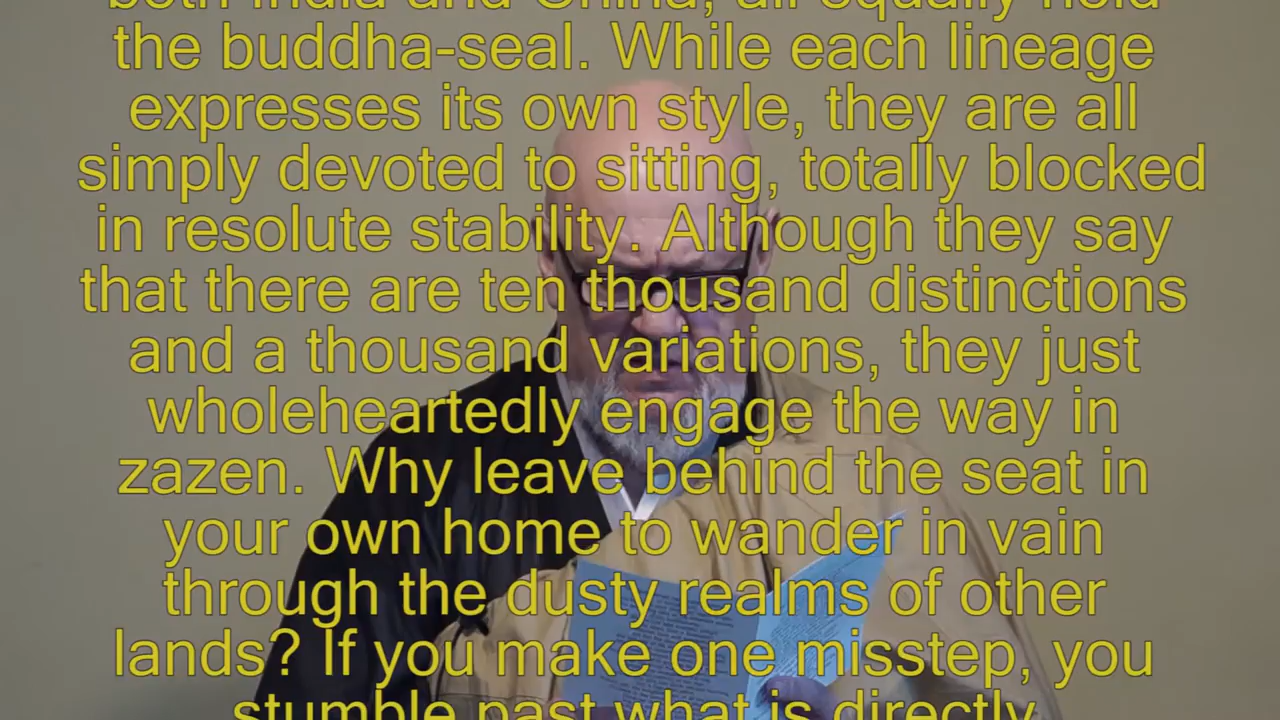 both India and China, all equally hold
the buddha-seal. While each lineage
expresses its own style, they are all
simply devoted to sitting, totally blocked
in resolute stability. Although they say
that there are ten thousand distinctions
and a thousand variations, they just
wholeheartedly engage the way in
zazen. Why leave behind the seat in
your own home to wander in vain
through the dusty realms of other
lands? If you make one misstep, you
stumble past what is directly